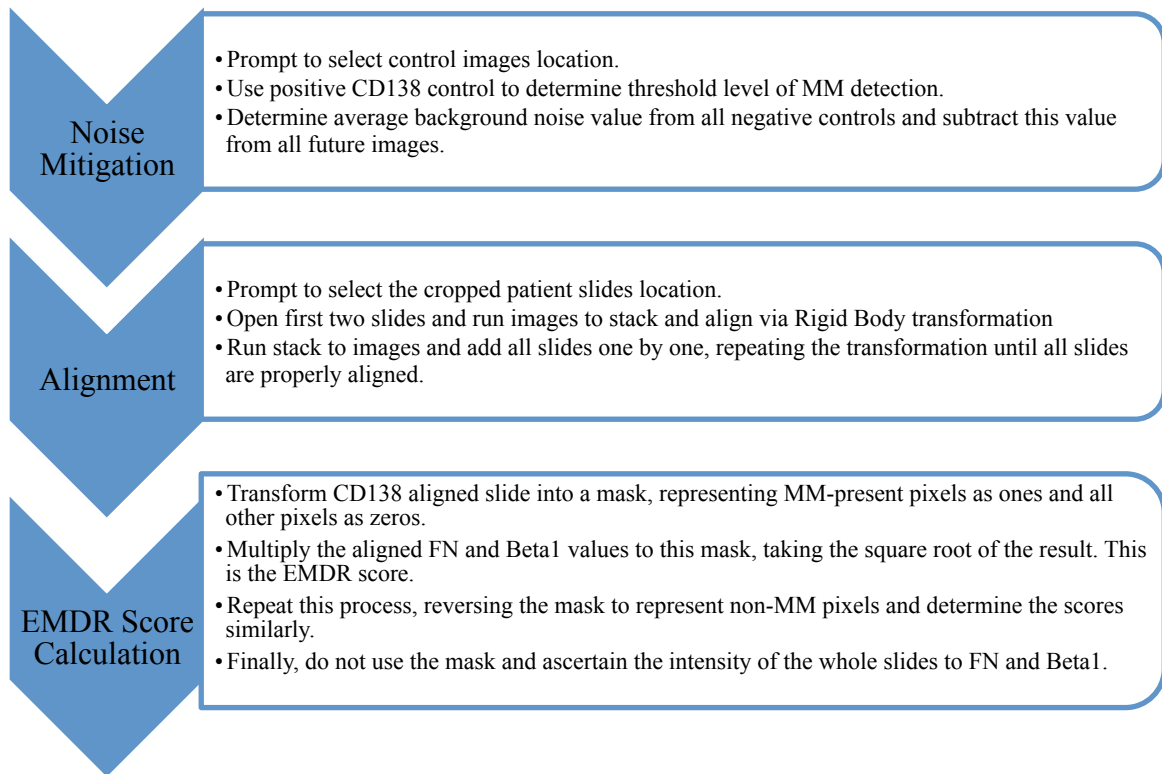 Noise
Mitigation
• Prompt to select control images location.
• Use positive CD138 control to determine threshold level of MM detection.
• Determine average background noise value from all negative controls and subtract this value
from all future images.
Alignment
• Prompt to select the cropped patient slides location.
• Open first two slides and run images to stack and align via Rigid Body transformation
• Run stack to images and add all slides one by one, repeating the transformation until all slides
are properly aligned.
EMDR Score
Calculation
• Transform CD138 aligned slide into a mask, representing MM-present pixels as ones and all
other pixels as zeros.
• Multiply the aligned FN and Beta1 values to this mask, taking the square root of the result. This
is the EMDR score.
• Repeat this process, reversing the mask to represent non-MM pixels and determine the scores
similarly.
• Finally, do not use the mask and ascertain the intensity of the whole slides to FN and Beta1.